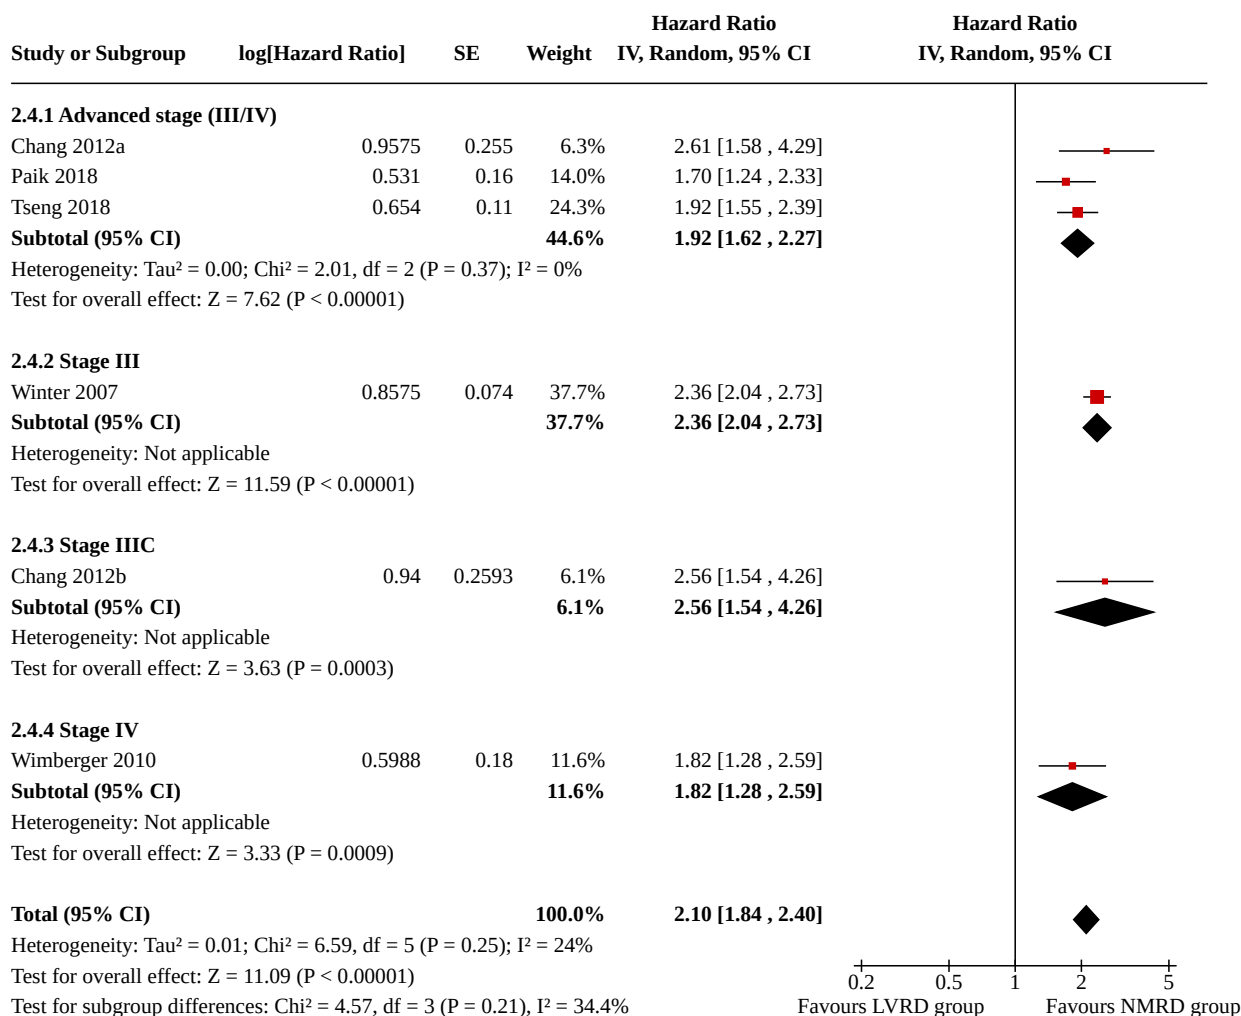 Hazard Ratio Hazard Ratio
Study or Subgroup log[Hazard Ratio] SE Weight IV, Random, 95% CI IV, Random, 95% CI
2.4.1 Advanced stage (III/IV)
Chang 2012a 0.9575 0.255 6.3% 2.61 [1.58 , 4.29]
Paik 2018 0.531 0.16 14.0% 1.70 [1.24 , 2.33]
Tseng 2018 0.654 0.11 24.3% 1.92 [1.55 , 2.39]
Subtotal (95% CI) 44.6% 1.92 [1.62 , 2.27]
Heterogeneity: Tau² = 0.00; Chi² = 2.01, df = 2 (P = 0.37); I² = 0%
Test for overall effect: Z = 7.62 (P < 0.00001)
2.4.2 Stage III
Winter 2007 0.8575 0.074 37.7% 2.36 [2.04 , 2.73]
Subtotal (95% CI) 37.7% 2.36 [2.04 , 2.73]
Heterogeneity: Not applicable
Test for overall effect: Z = 11.59 (P < 0.00001)
2.4.3 Stage IIIC
Chang 2012b 0.94 0.2593 6.1% 2.56 [1.54 , 4.26]
Subtotal (95% CI) 6.1% 2.56 [1.54 , 4.26]
Heterogeneity: Not applicable
Test for overall effect: Z = 3.63 (P = 0.0003)
2.4.4 Stage IV
Wimberger 2010 0.5988 0.18 11.6% 1.82 [1.28 , 2.59]
Subtotal (95% CI) 11.6% 1.82 [1.28 , 2.59]
Heterogeneity: Not applicable
Test for overall effect: Z = 3.33 (P = 0.0009)
Total (95% CI) 100.0% 2.10 [1.84 , 2.40]
Heterogeneity: Tau² = 0.01; Chi² = 6.59, df = 5 (P = 0.25); I² = 24%
Test for overall effect: Z = 11.09 (P < 0.00001)
0.2 0.5 1 2 5
Test for subgroup differences: Chi² = 4.57, df = 3 (P = 0.21), I² = 34.4% Favours LVRD group Favours NMRD group